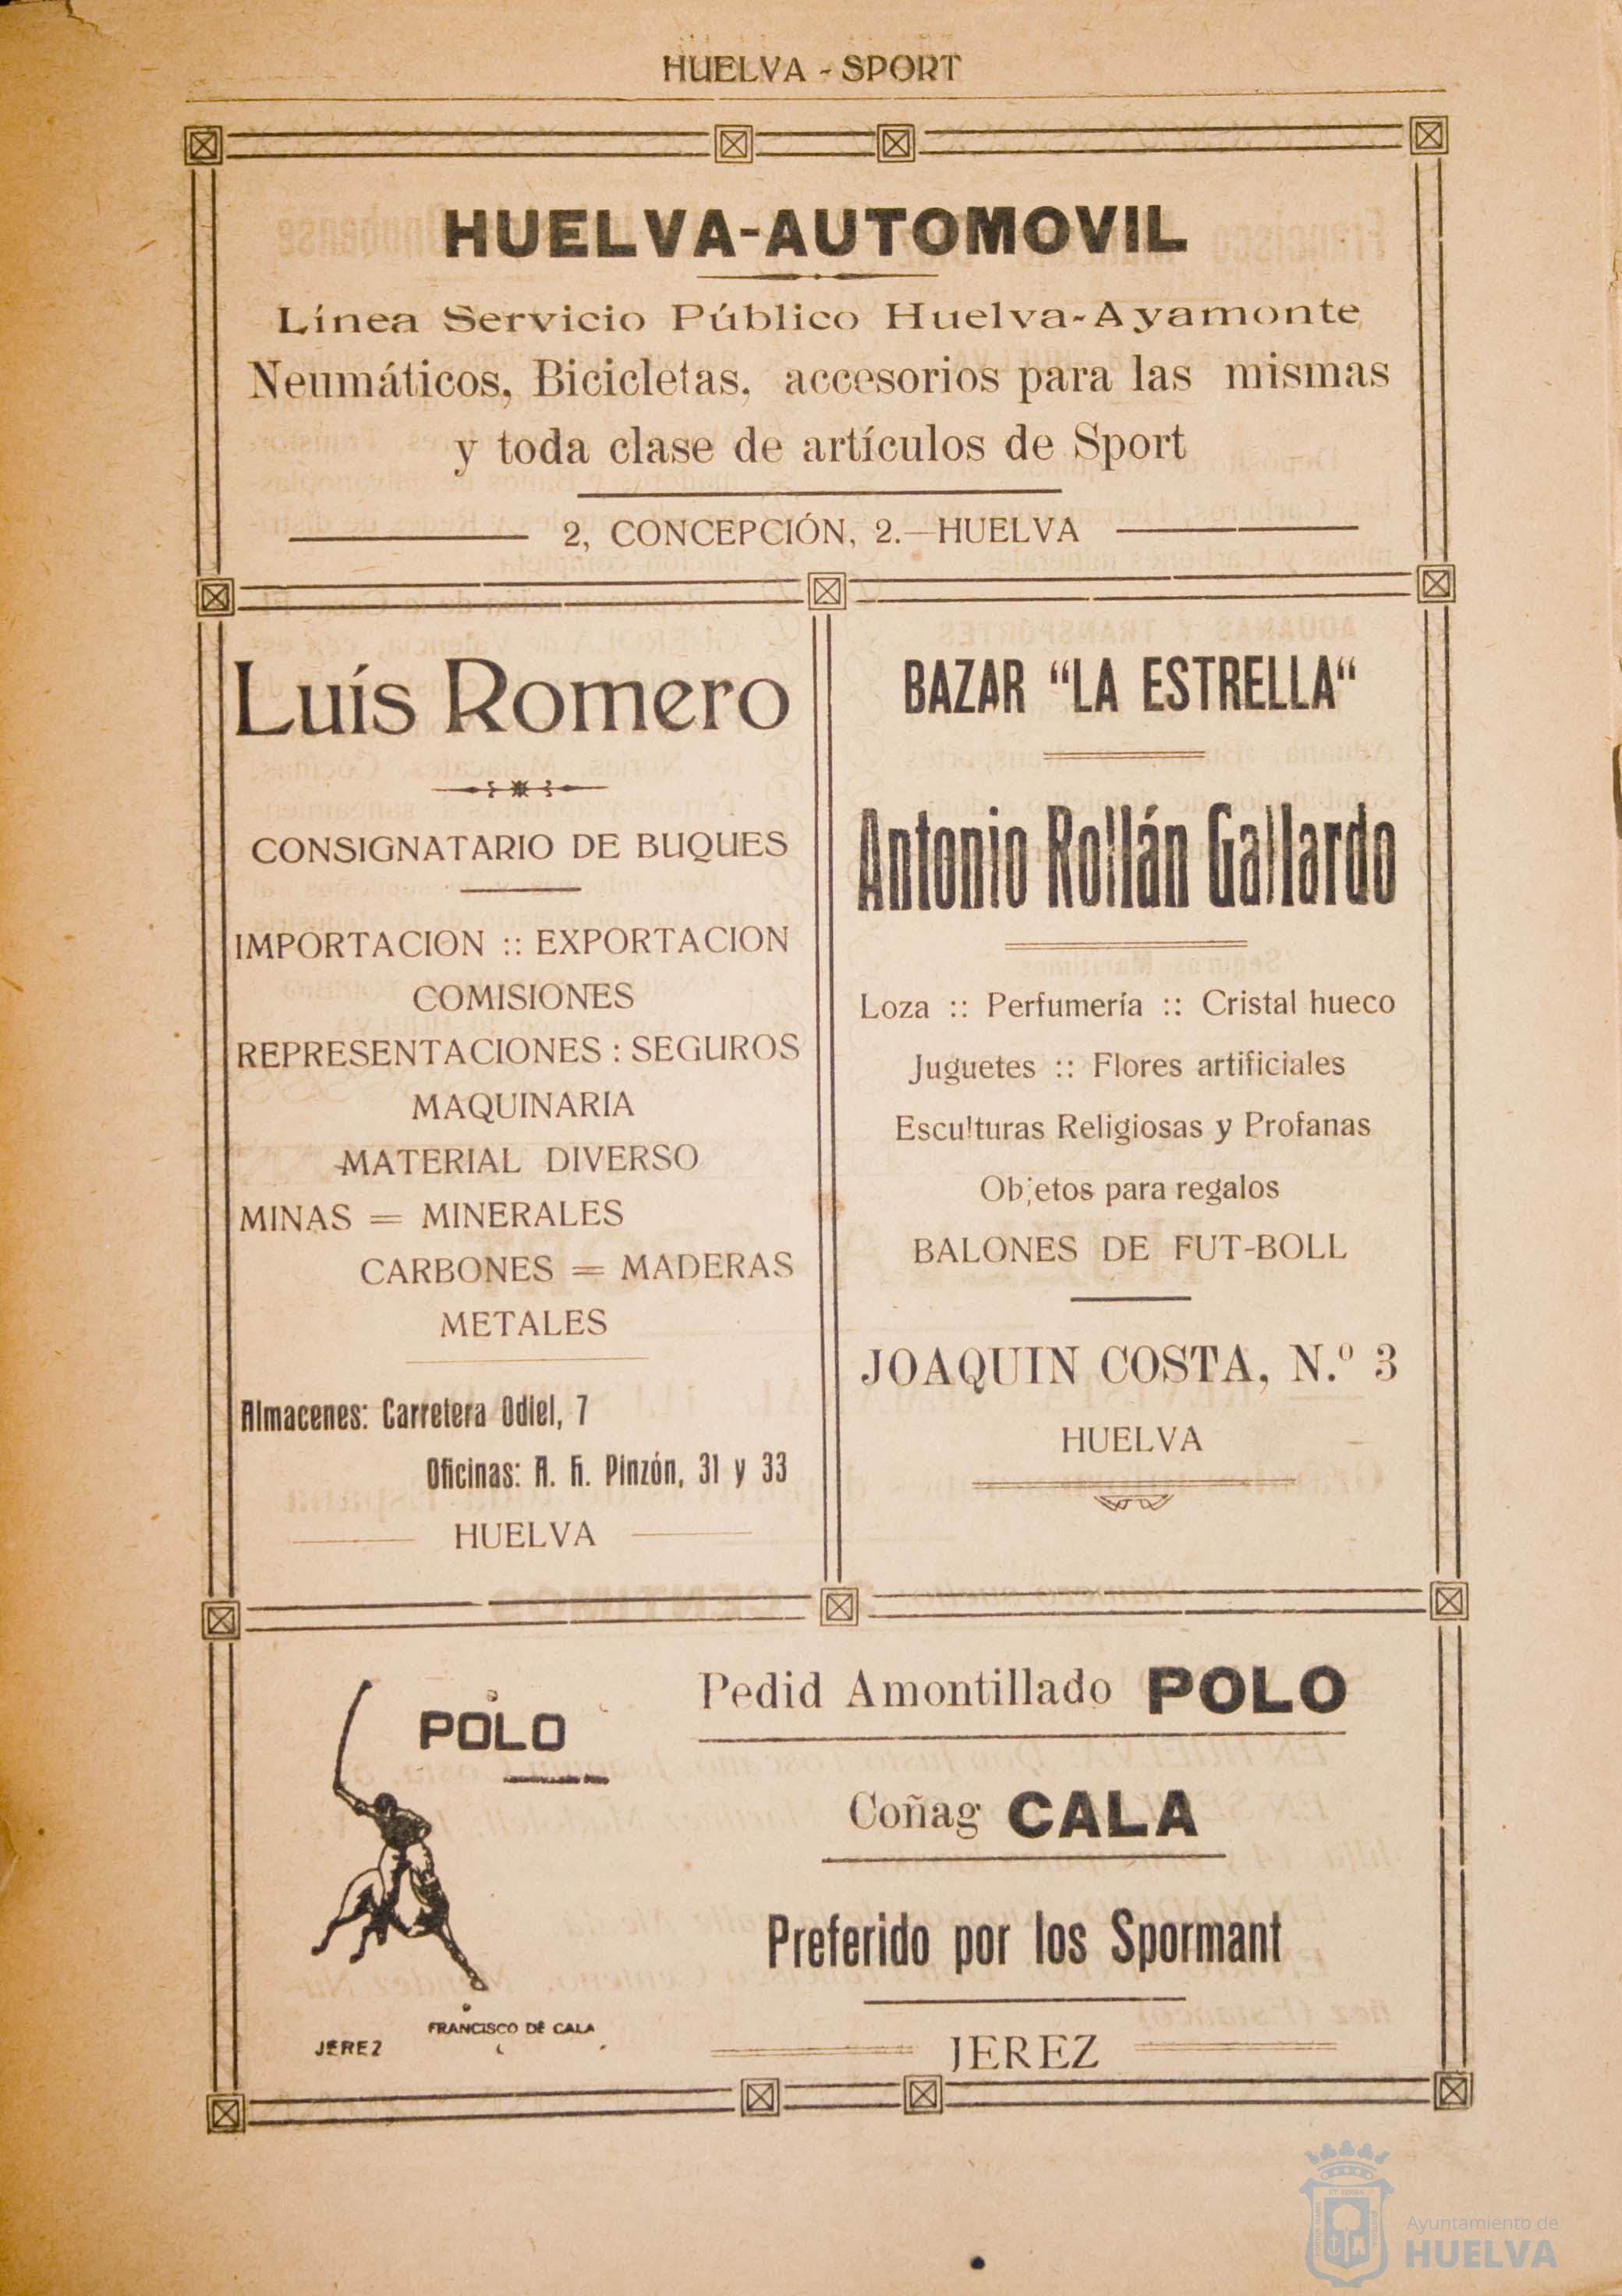 HUELVA - SPORT
HUELVA-AUTOMOVIL
Línea Servicio Público Huelva-Ayamonte
Neumáticos, Bicicletas, accesorios para las mismas
y toda clase de artículos de Sport
2, CONCEPCIÓN, 2.—HUELVA
Luís Romero
CONSIGNATARIO DE BUQUES
IMPORTACION :: EXPORTACION
COMISIONES
REPRESENTACIONES : SEGUROS
MAQUINARIA
MATERIAL DIVERSO
MINAS = MINERALES
CARBONES = MADERAS
METALES
Almacenes: Carretera Odiel, 7
Oficinas: A. H. Pinzón, 31 y 33
HUELVA
BAZAR “LA ESTRELLA“
Antonio Rollán Gallardo
Loza :: Perfumería :: Cristal hueco
Juguetes :: Flores artificiales
Esculturas Religiosas y Profanas
Objetos para regalos
BALONES DE FUT-BOLL
JOAQUIN COSTA, N.º 3
HUELVA
POLO
FRANCISCO DE CALA
JEREZ
Pedid Amontillado POLO
Coñag CALA
Preferido por los Spormant
JEREZ
Ayuntamiento de
HUELVA